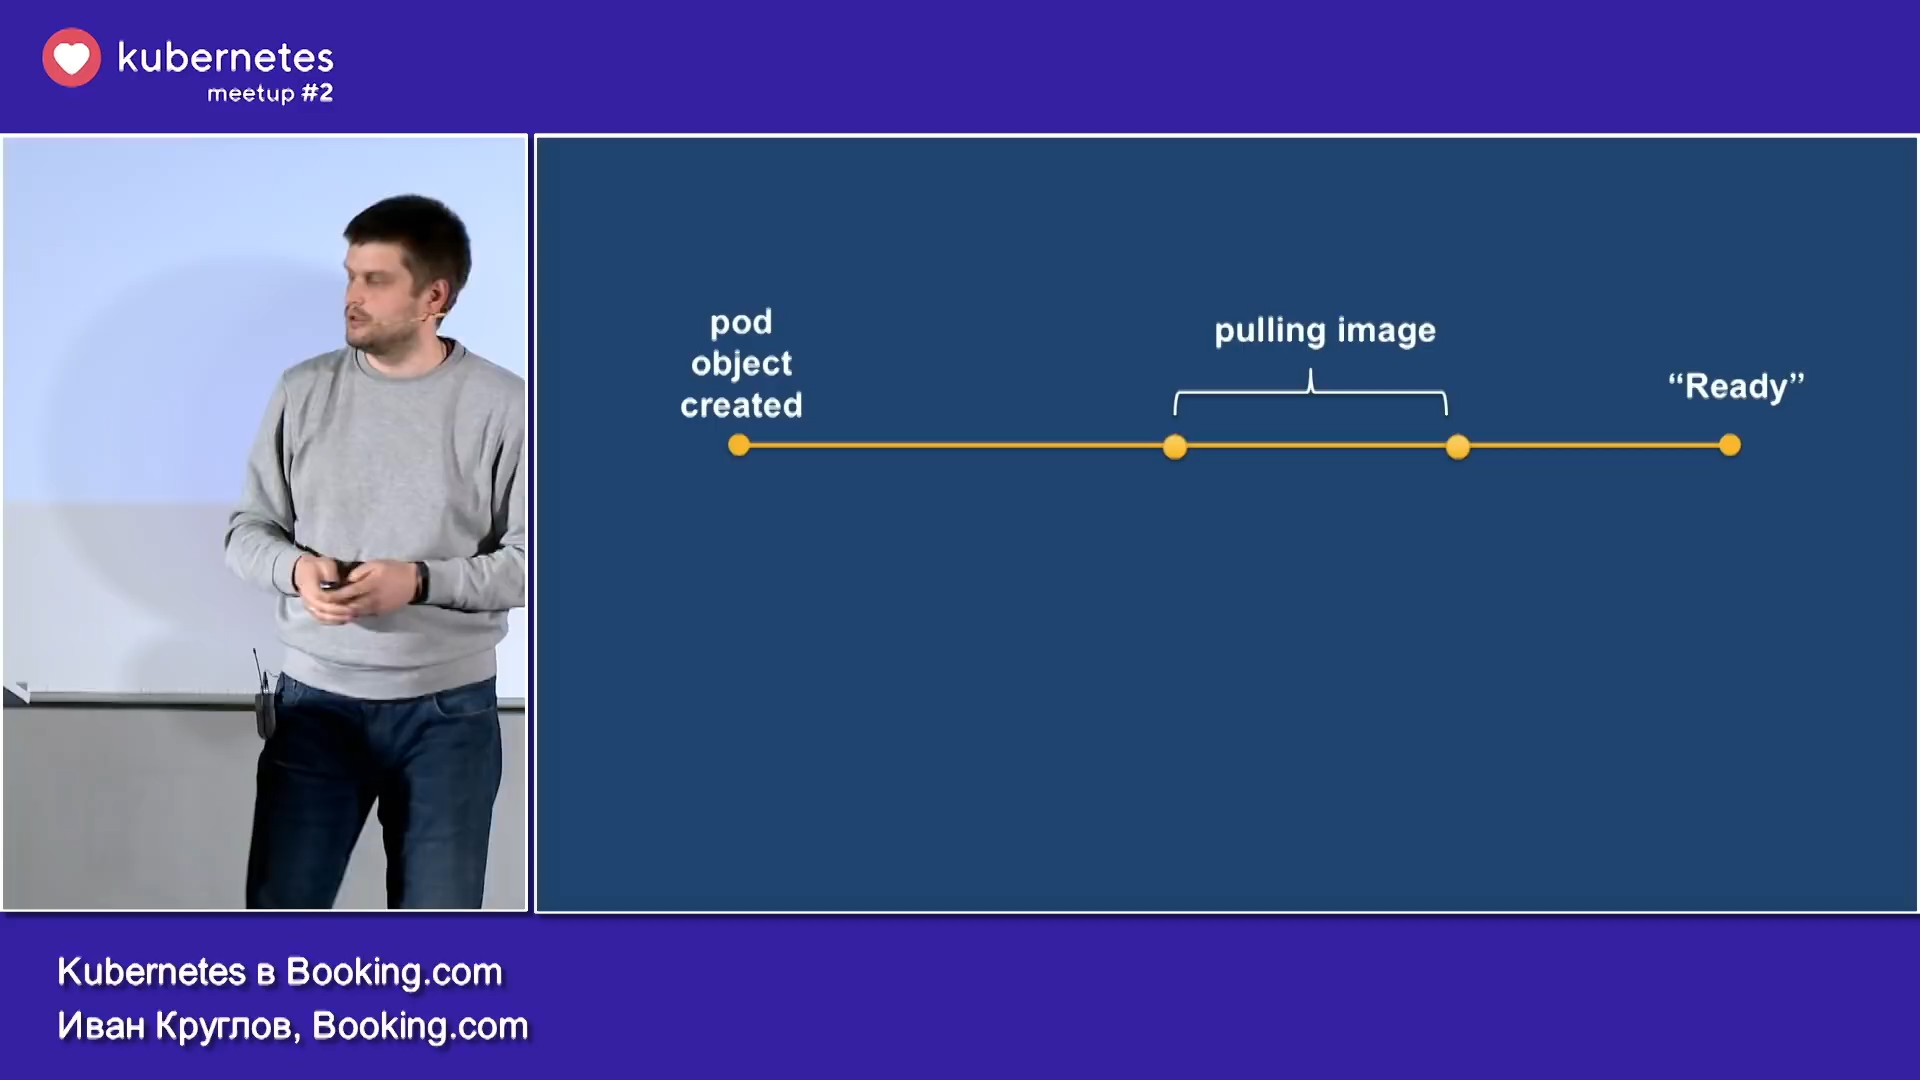 kubernetes
meetup #2
pod
object
created
pulling image
“Ready”
Kubernetes в Booking.com
Иван Круглов, Booking.com